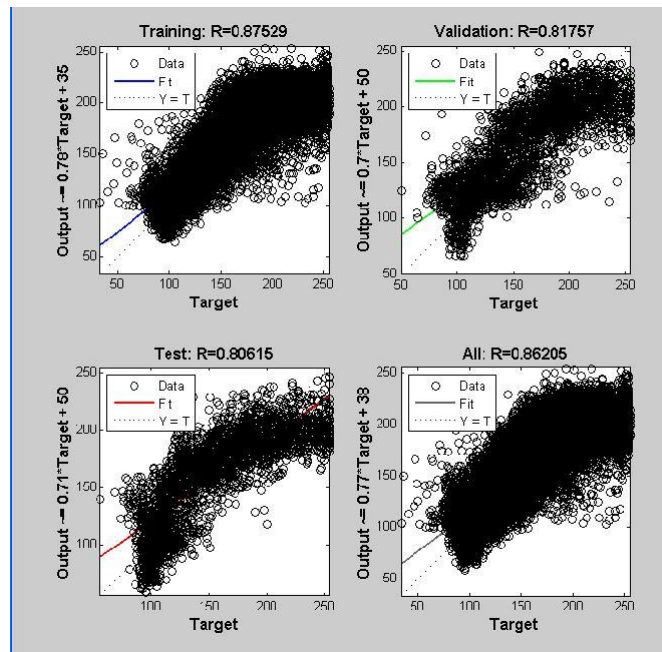 Training: R=0.87529
Output ~= 0.78*Target + 35
250
200
150
100
50
Data
Fit
Y = T
50 100 150 200 250
Target
Validation: R=0.81757
Output ~= 0.7*Target + 50
250
200
150
100
50
Data
Fit
Y = T
50 100 150 200 250
Target
Test: R=0.80615
Output ~= 0.71*Target + 50
250
200
150
100
Data
Fit
Y = T
100 150 200 250
Target
All: R=0.86205
Output ~= 0.77*Target + 38
250
200
150
100
50
Data
Fit
Y = T
50 100 150 200 250
Target